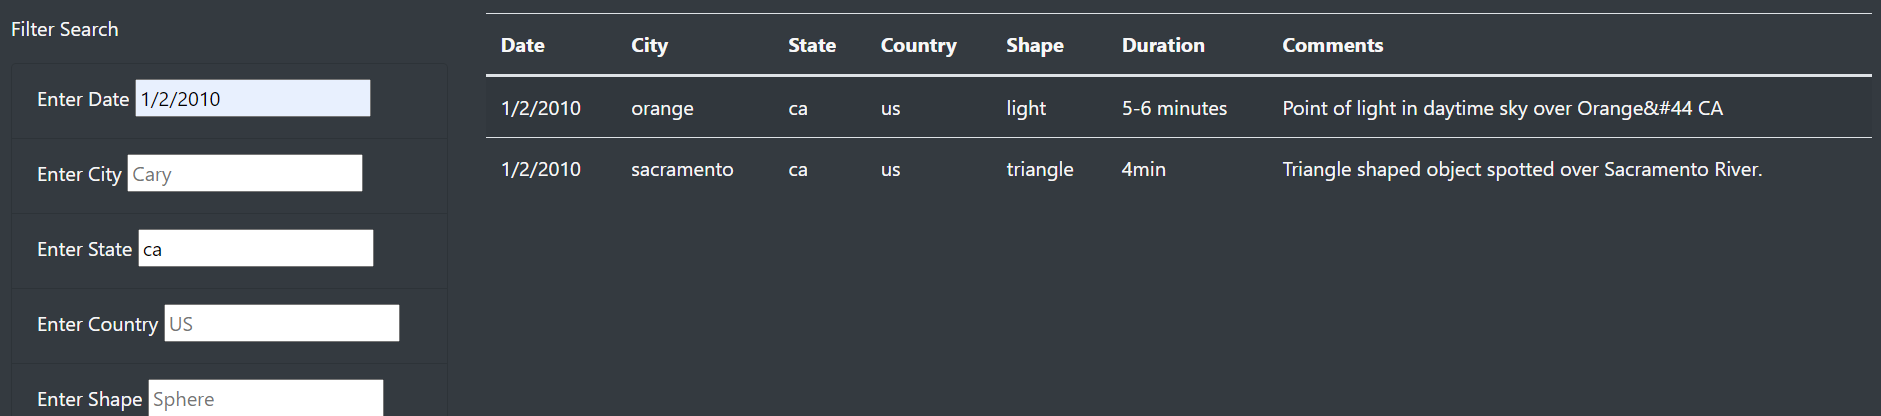 Filter Search
Enter Date 1/2/2010
Enter City Cary
Enter State ca
Enter Country US
Enter Shape Sphere
Date City State Country Shape Duration Comments
1/2/2010 orange ca us light 5-6 minutes Point of light in daytime sky over Orange&#44 CA
1/2/2010 sacramento ca us triangle 4min Triangle shaped object spotted over Sacramento River.